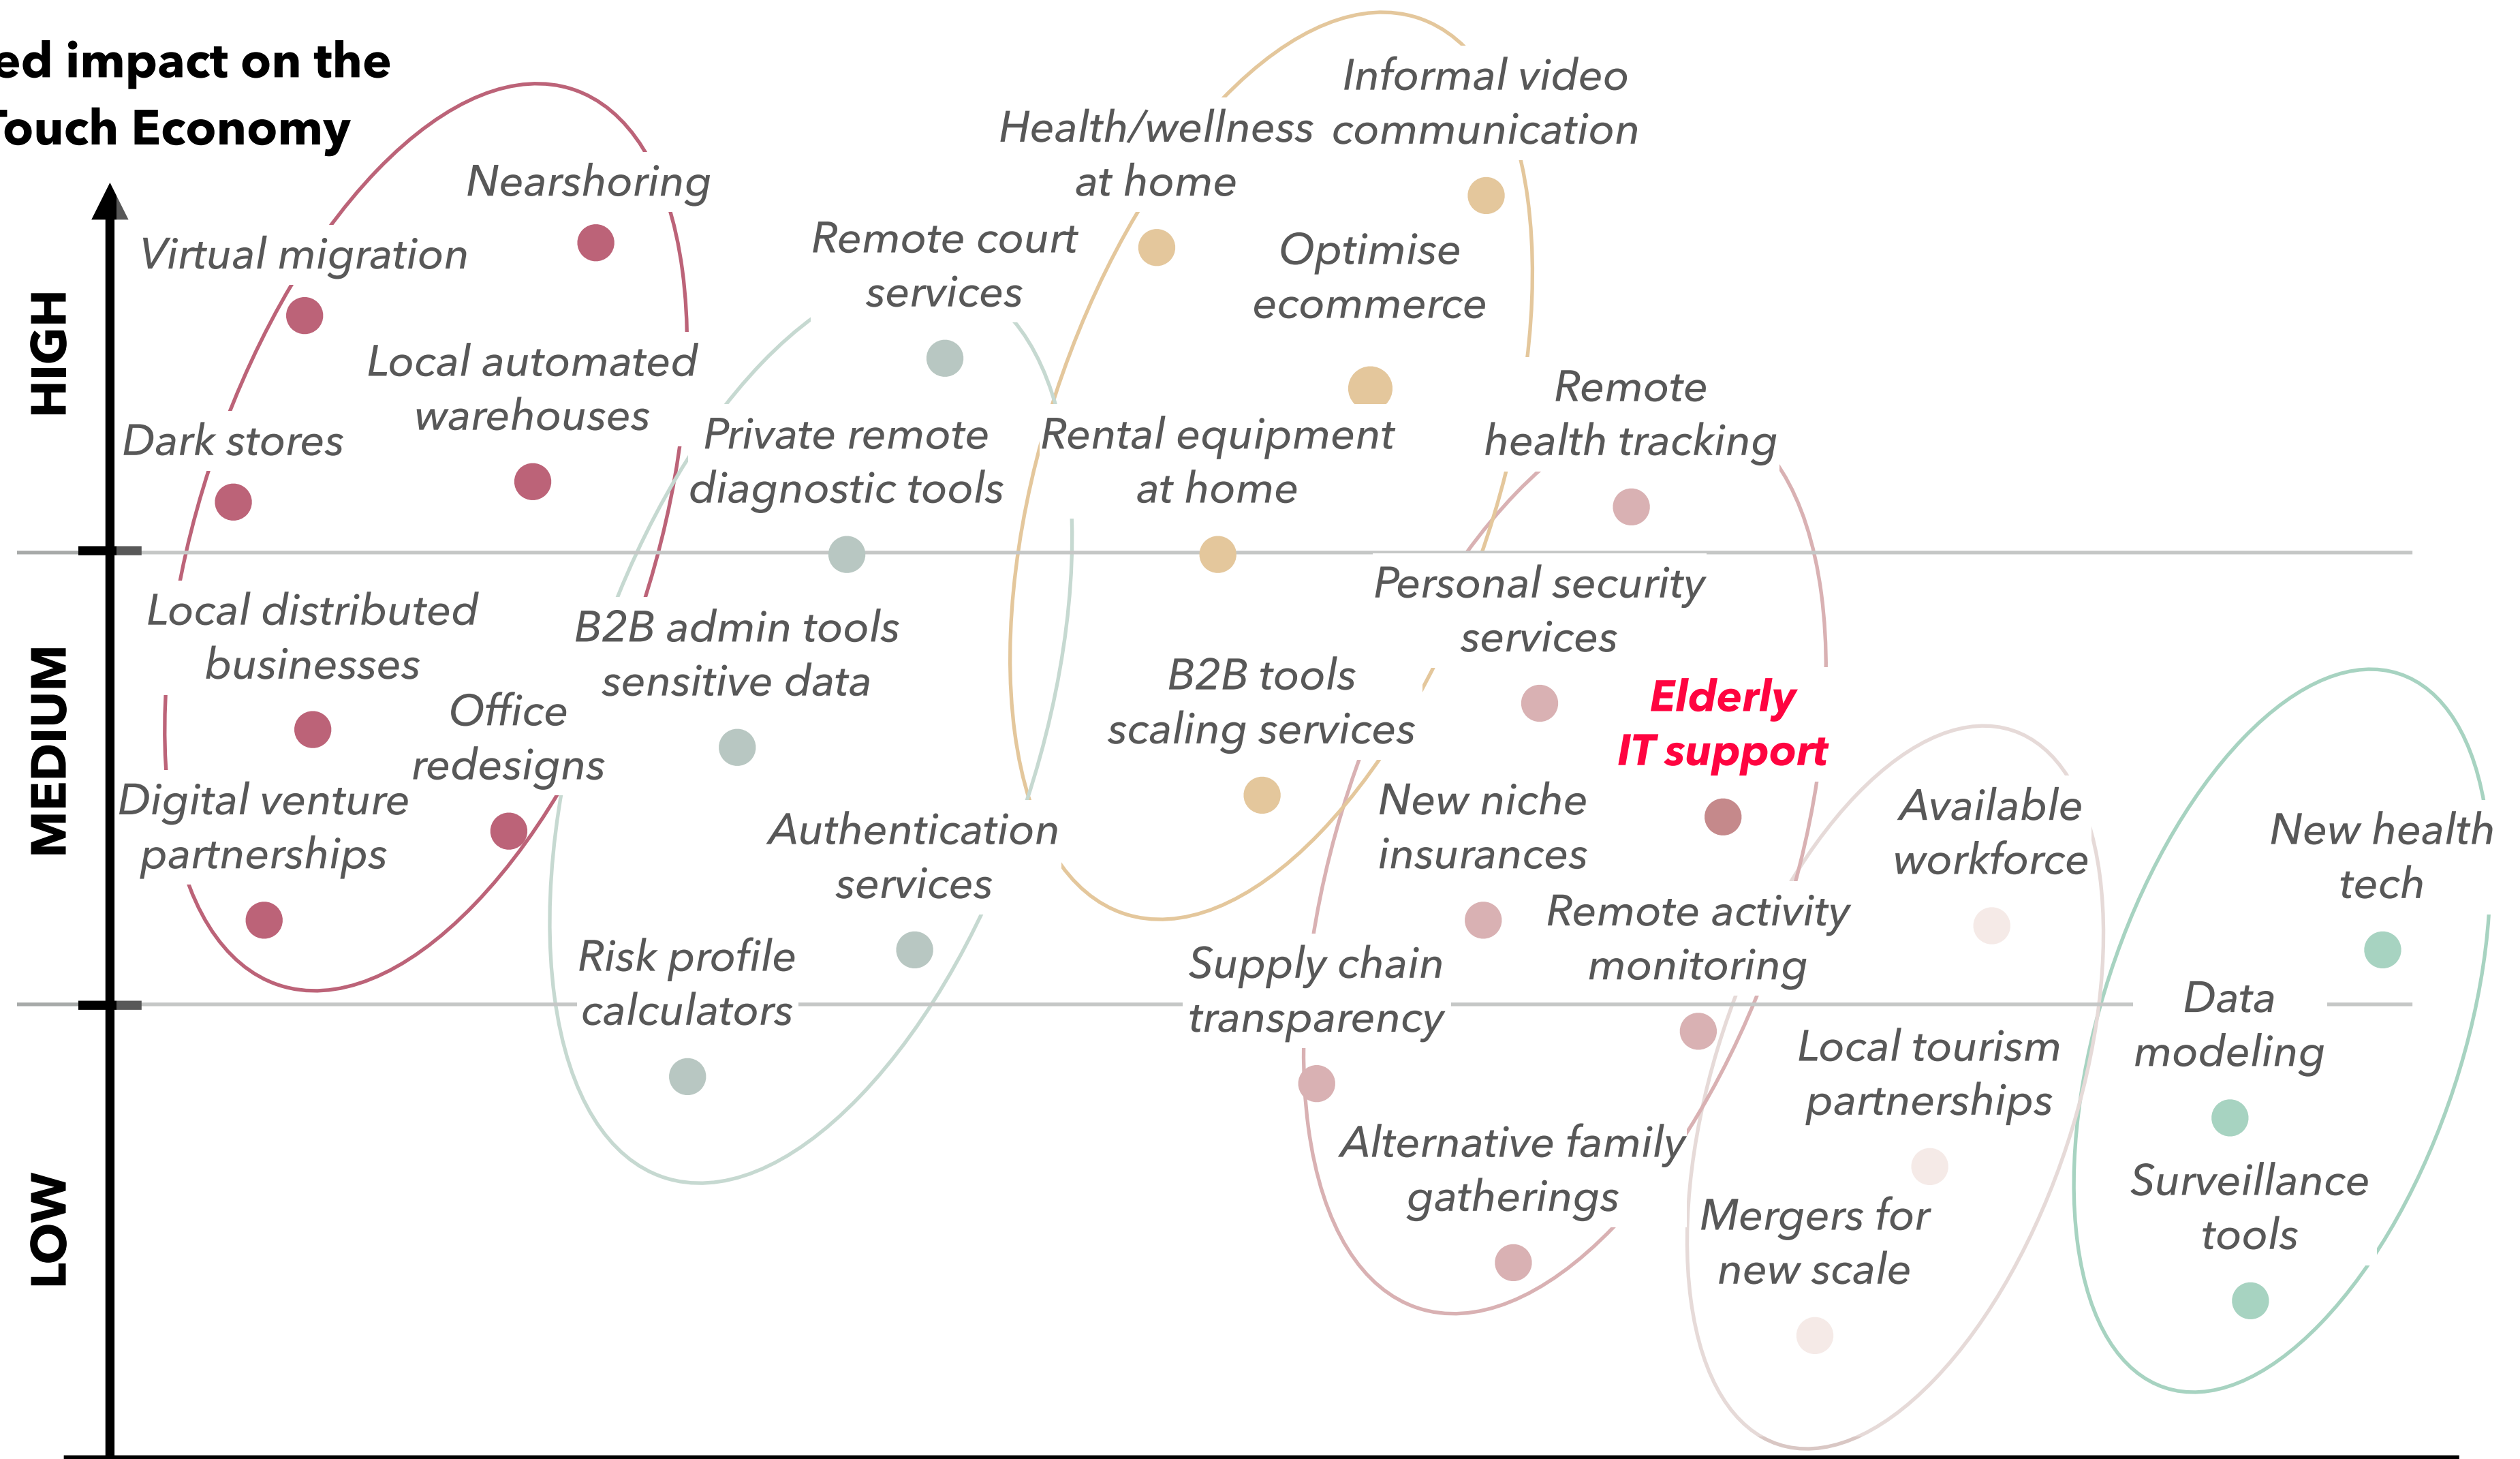 ed impact on the
Touch Economy
HIGH
MEDIUM
LOW
Nearshoring
Virtual migration
Local automated
warehouses
Dark stores
Local distributed
businesses
Office
redesigns
Digital venture
partnerships
Remote court
services
Private remote
diagnostic tools
B2B admin tools
sensitive data
Authentication
services
Risk profile
calculators
Informal video
communication
Health/wellness
at home
Optimise
ecommerce
Rental equipment
at home
B2B tools
scaling services
Remote
health tracking
Personal security
services
Elderly
IT support
New niche
insurances
Remote activity
monitoring
Supply chain
transparency
Alternative family
gatherings
Available
workforce
Local tourism
partnerships
Mergers for
new scale
New health
tech
Data
modeling
Surveillance
tools